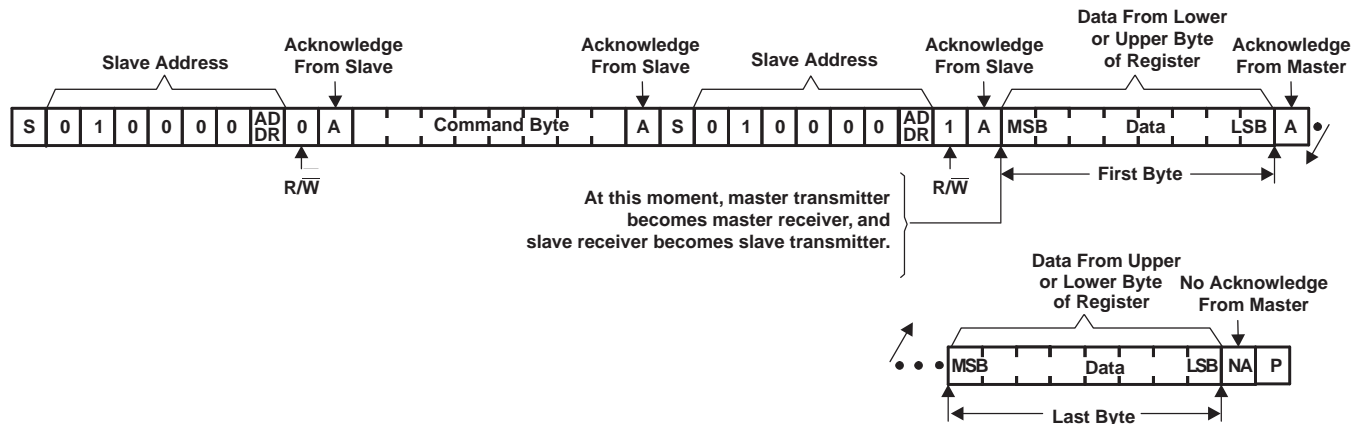 Slave Address
Acknowledge
From Slave
Acknowledge
From Slave
Slave Address
Acknowledge
From Slave
Data From Lower
or Upper Byte
of Register
Acknowledge
From Master
S 0 1 0 0 0 0 AD DR 0 A Command Byte A S 0 1 0 0 0 0 AD DR 1 A MSB Data LSB A
R/W̅
R/W̅
First Byte
At this moment, master transmitter
becomes master receiver, and
slave receiver becomes slave transmitter.
Data From Upper
or Lower Byte
of Register
No Acknowledge
From Master
MSB Data LSB NA P
Last Byte